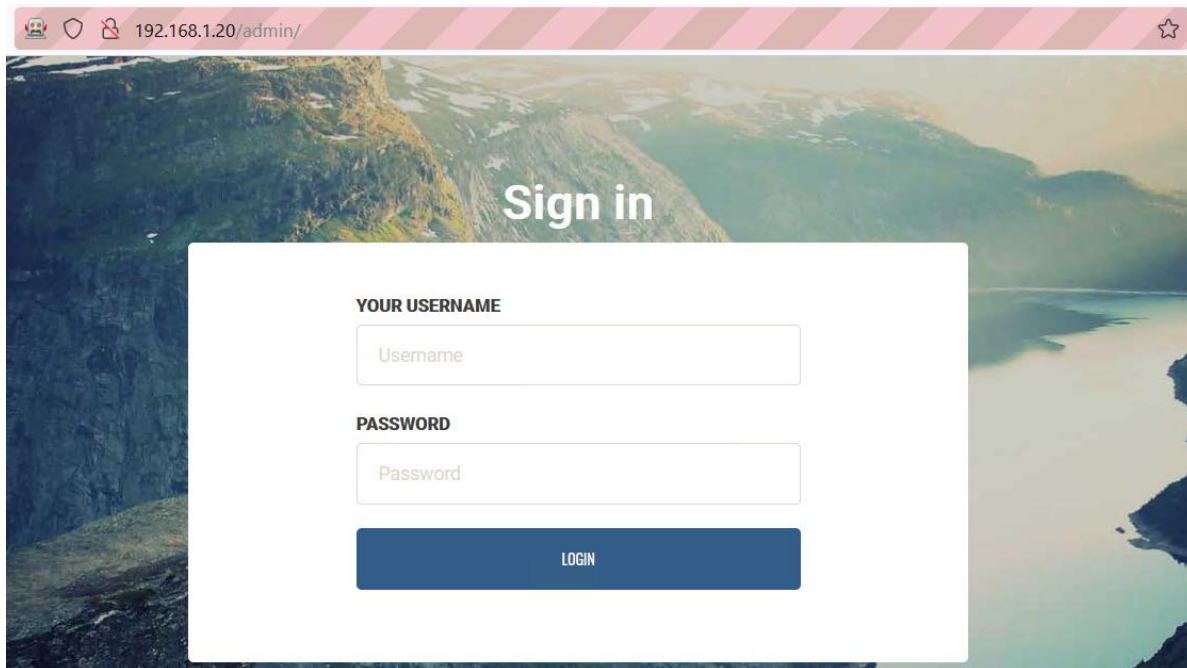 192.168.1.20/admin/
Sign in
YOUR USERNAME
Username
PASSWORD
Password
LOGIN